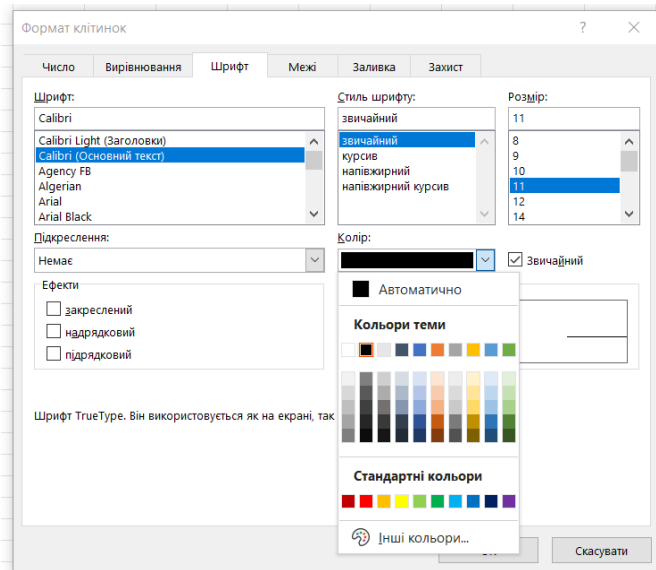 Формат клітинок ?
Число Вирівнювання Шрифт Межі Заливка Захист
Шрифт: Стиль шрифту: Розмір:
Calibri звичайний 11
Calibri Light (Заголовки) звичайний 8
Calibri (Основний текст) курсив 9
Agency FB напівжирний 10
Algerian напівжирний курсив 11
Arial 12
Arial Black 14
Підкреслення: Колір:
Немає Звичайний
Ефекти Автоматично
закреслений
надрядковий Кольори теми
підрядковий
Шрифт TrueType. Він використовується як на екрані, так
Стандартні кольори
Інші кольори...
Скасувати